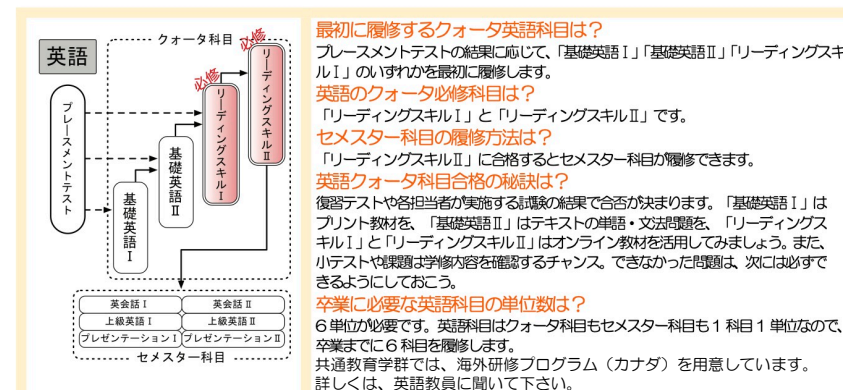 英語
クォータ科目
必修
必修
プレースメントテスト
基礎英語Ⅰ
基礎英語Ⅱ
リーディングスキルⅠ
リーディングスキルⅡ
英会話Ⅰ 英会話Ⅱ
上級英語Ⅰ 上級英語Ⅱ
プレゼンテーションⅠ プレゼンテーションⅡ
セメスター科目
最初に履修するクォータ英語科目は？
プレースメントテストの結果に応じて、「基礎英語Ⅰ」「基礎英語Ⅱ」「リーディングスキ
ルⅠ」のいずれかを最初に履修します。
英語のクォータ必修科目は？
「リーディングスキルⅠ」と「リーディングスキルⅡ」です。
セメスター科目の履修方法は？
「リーディングスキルⅡ」に合格するとセメスター科目が履修できます。
英語クォータ科目合格の秘訣は？
復習テストや各担当者が実施する試験の結果で合否が決まります。「基礎英語Ⅰ」は
プリント教材を、「基礎英語Ⅱ」はテキストの単語・文法問題を、「リーディングス
キルⅠ」と「リーディングスキルⅡ」はオンライン教材を活用してみましょう。また、
小テストや課題は学修内容を確認するチャンス。できなかった問題は、次には必ずで
きるようにしておこう。
卒業に必要な英語科目の単位数は？
6単位が必要です。英語科目はクォータ科目もセメスター科目も1科目1単位なので、
卒業までに6科目を履修します。
共通教育学群では、海外研修プログラム（カナダ）を用意しています。
詳しくは、英語教員に聞いて下さい。